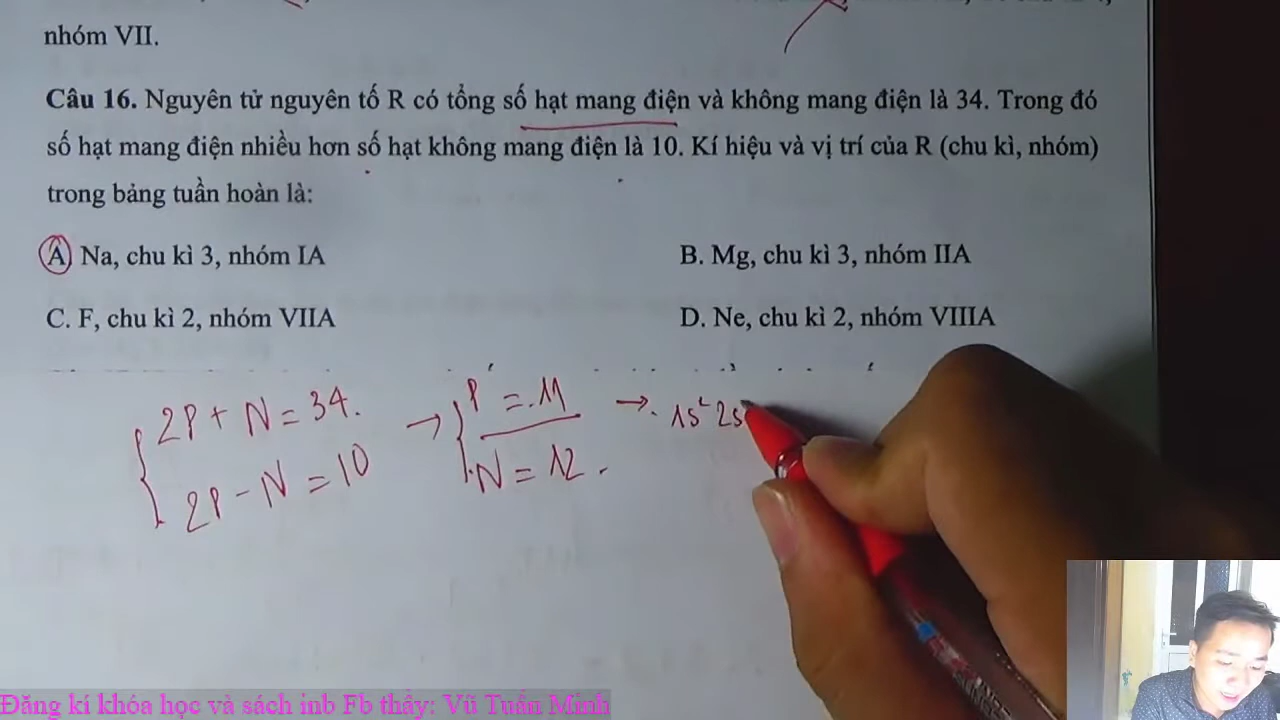 nhóm VII.
Câu 16. Nguyên tử nguyên tố R có tổng số hạt mang điện và không mang điện là 34. Trong đó
số hạt mang điện nhiều hơn số hạt không mang điện là 10. Kí hiệu và vị trí của R (chu kì, nhóm)
trong bảng tuần hoàn là:
A Na, chu kì 3, nhóm IA
B. Mg, chu kì 3, nhóm IIA
C. F, chu kì 2, nhóm VIIA
D. Ne, chu kì 2, nhóm VIIIA
2P + N = 34.
2P - N = 10
→ P = 11
N = 12.
→ 1s² 2s
Đăng kí khóa học và sách inb Fb thầy: Vũ Tuấn Minh